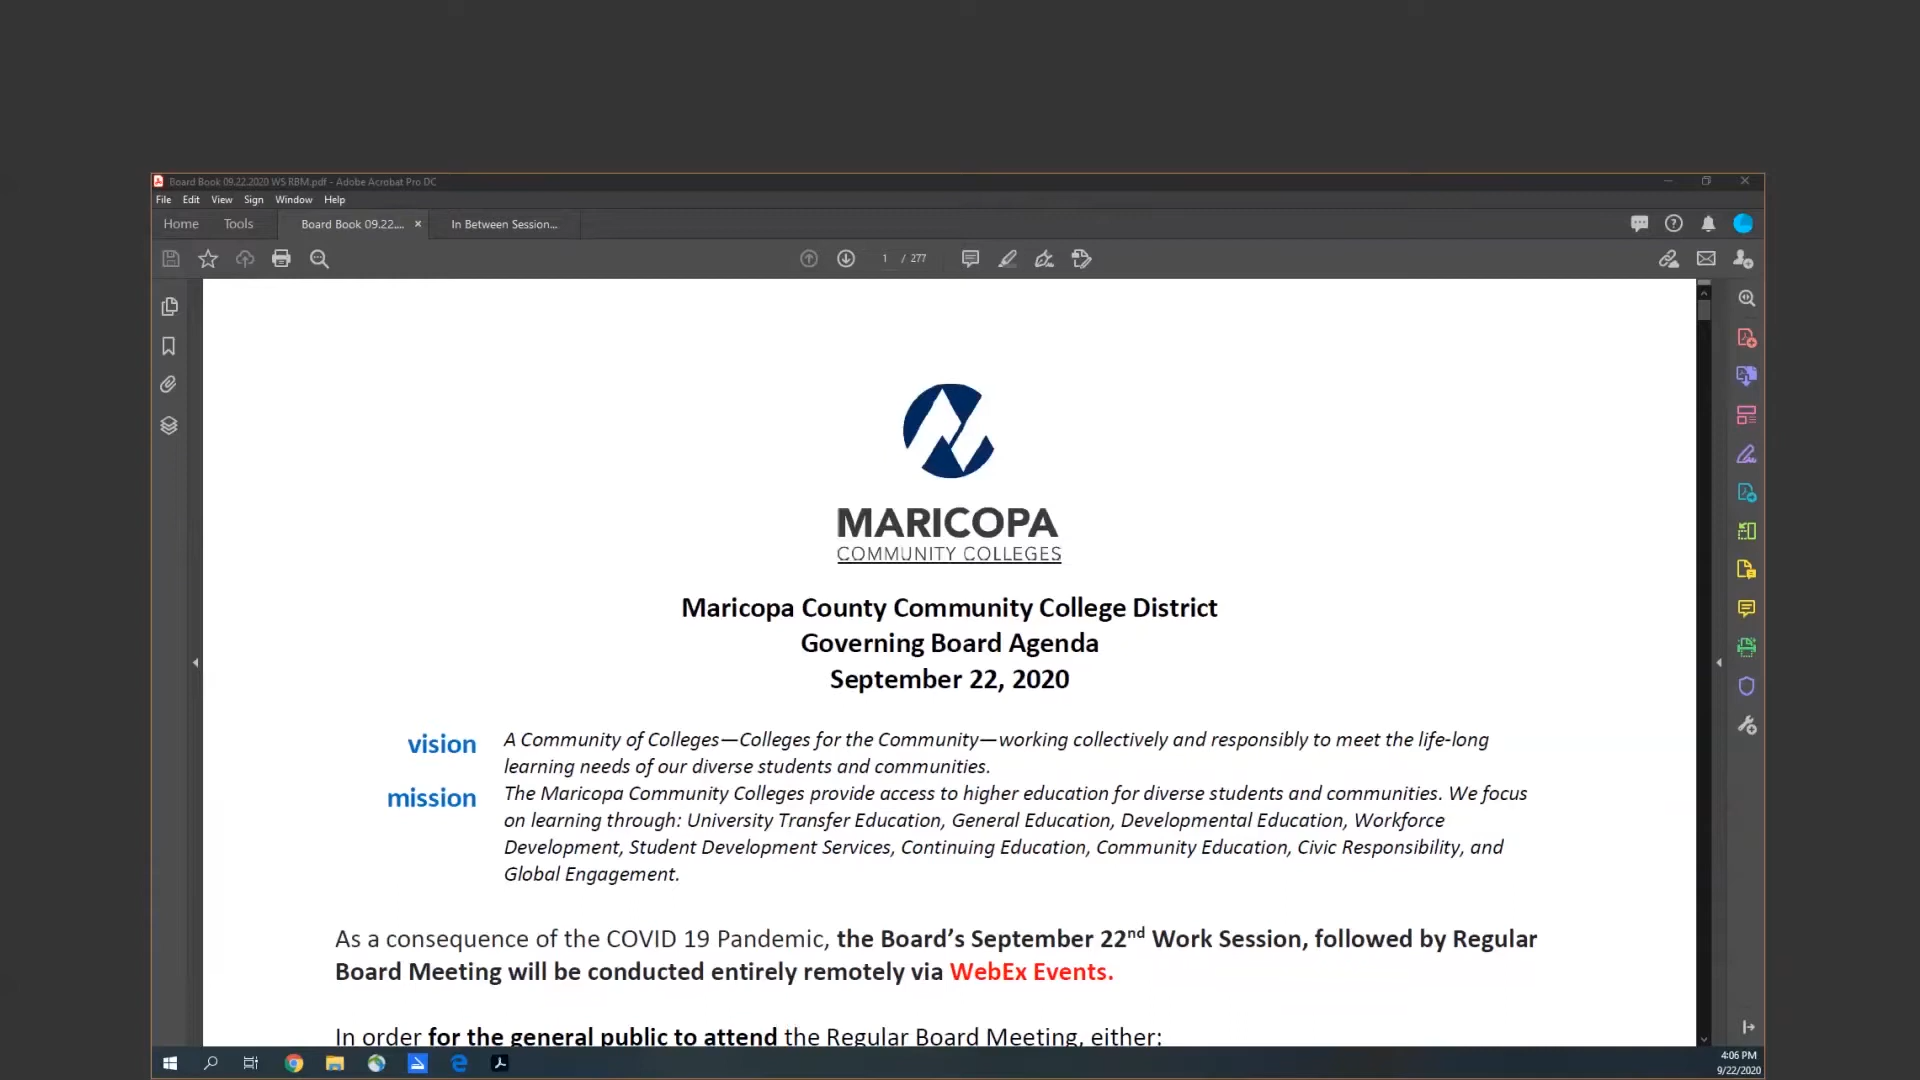 Board Book 09.22.2020 WS RBM.pdf - Adobe Acrobat Pro DC
File Edit View Sign Window Help
Home Tools Board Book 09.22.... × In Between Session...
1 / 277
MARICOPA
COMMUNITY COLLEGES
Maricopa County Community College District
Governing Board Agenda
September 22, 2020
vision A Community of Colleges—Colleges for the Community—working collectively and responsibly to meet the life-long
learning needs of our diverse students and communities.
mission The Maricopa Community Colleges provide access to higher education for diverse students and communities. We focus
on learning through: University Transfer Education, General Education, Developmental Education, Workforce
Development, Student Development Services, Continuing Education, Community Education, Civic Responsibility, and
Global Engagement.
As a consequence of the COVID 19 Pandemic, the Board’s September 22nd Work Session, followed by Regular
Board Meeting will be conducted entirely remotely via WebEx Events.
In order for the general public to attend the Regular Board Meeting, either:
4:06 PM
9/22/2020